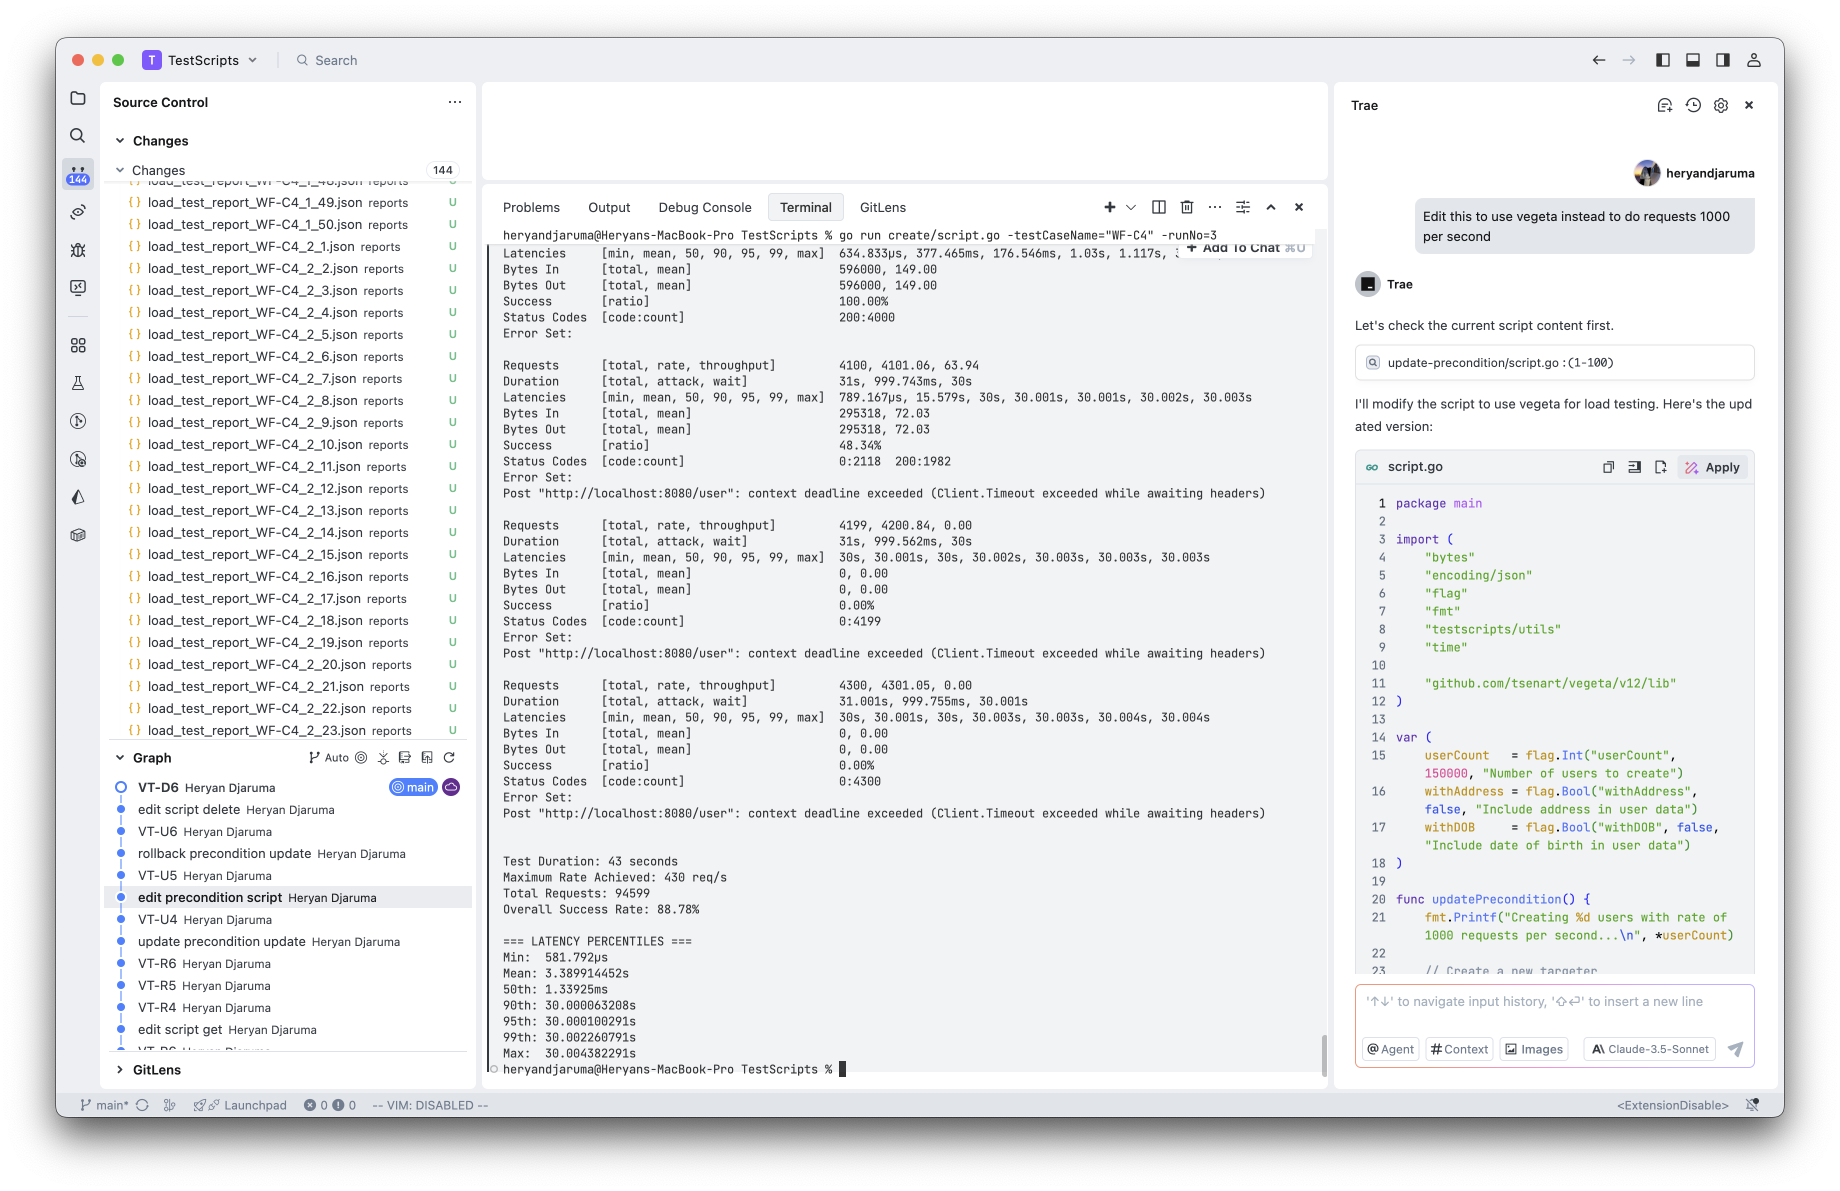 T TestScripts
Search
Source Control
Changes
Changes 144
144
load_test_report_WF-C4_1_48.json reports U
load_test_report_WF-C4_1_49.json reports U
load_test_report_WF-C4_1_50.json reports U
load_test_report_WF-C4_2_1.json reports U
load_test_report_WF-C4_2_2.json reports U
load_test_report_WF-C4_2_3.json reports U
load_test_report_WF-C4_2_4.json reports U
load_test_report_WF-C4_2_5.json reports U
load_test_report_WF-C4_2_6.json reports U
load_test_report_WF-C4_2_7.json reports U
load_test_report_WF-C4_2_8.json reports U
load_test_report_WF-C4_2_9.json reports U
load_test_report_WF-C4_2_10.json reports U
load_test_report_WF-C4_2_11.json reports U
load_test_report_WF-C4_2_12.json reports U
load_test_report_WF-C4_2_13.json reports U
load_test_report_WF-C4_2_14.json reports U
load_test_report_WF-C4_2_15.json reports U
load_test_report_WF-C4_2_16.json reports U
load_test_report_WF-C4_2_17.json reports U
load_test_report_WF-C4_2_18.json reports U
load_test_report_WF-C4_2_19.json reports U
load_test_report_WF-C4_2_20.json reports U
load_test_report_WF-C4_2_21.json reports U
load_test_report_WF-C4_2_22.json reports U
load_test_report_WF-C4_2_23.json reports U
Graph Auto
VT-D6 Heryan Djaruma main
edit script delete Heryan Djaruma
VT-U6 Heryan Djaruma
rollback precondition update Heryan Djaruma
VT-U5 Heryan Djaruma
edit precondition script Heryan Djaruma
VT-U4 Heryan Djaruma
update precondition update Heryan Djaruma
VT-R6 Heryan Djaruma
VT-R5 Heryan Djaruma
VT-R4 Heryan Djaruma
edit script get Heryan Djaruma
GitLens
Problems Output Debug Console Terminal GitLens
heryandjaruma@Heryans-MacBook-Pro TestScripts % go run create/script.go -testCaseName="WF-C4" -runNo=3
+ Add To Chat ⌘U
Latencies [min, mean, 50, 90, 95, 99, max] 634.833µs, 377.465ms, 176.546ms, 1.03s, 1.117s,
Bytes In [total, mean] 596000, 149.00
Bytes Out [total, mean] 596000, 149.00
Success [ratio] 100.00%
Status Codes [code:count] 200:4000
Error Set:
Requests [total, rate, throughput] 4100, 4101.06, 63.94
Duration [total, attack, wait] 31s, 999.743ms, 30s
Latencies [min, mean, 50, 90, 95, 99, max] 789.167µs, 15.579s, 30s, 30.001s, 30.001s, 30.002s, 30.003s
Bytes In [total, mean] 295318, 72.03
Bytes Out [total, mean] 295318, 72.03
Success [ratio] 48.34%
Status Codes [code:count] 0:2118 200:1982
Error Set:
Post "http://localhost:8080/user": context deadline exceeded (Client.Timeout exceeded while awaiting headers)
Requests [total, rate, throughput] 4199, 4200.84, 0.00
Duration [total, attack, wait] 31s, 999.562ms, 30s
Latencies [min, mean, 50, 90, 95, 99, max] 30s, 30.001s, 30s, 30.002s, 30.003s, 30.003s, 30.003s
Bytes In [total, mean] 0, 0.00
Bytes Out [total, mean] 0, 0.00
Success [ratio] 0.00%
Status Codes [code:count] 0:4199
Error Set:
Post "http://localhost:8080/user": context deadline exceeded (Client.Timeout exceeded while awaiting headers)
Requests [total, rate, throughput] 4300, 4301.05, 0.00
Duration [total, attack, wait] 31.001s, 999.755ms, 30.001s
Latencies [min, mean, 50, 90, 95, 99, max] 30s, 30.001s, 30s, 30.003s, 30.003s, 30.004s, 30.004s
Bytes In [total, mean] 0, 0.00
Bytes Out [total, mean] 0, 0.00
Success [ratio] 0.00%
Status Codes [code:count] 0:4300
Error Set:
Post "http://localhost:8080/user": context deadline exceeded (Client.Timeout exceeded while awaiting headers)
Test Duration: 43 seconds
Maximum Rate Achieved: 430 req/s
Total Requests: 94599
Overall Success Rate: 88.78%
=== LATENCY PERCENTILES ===
Min: 581.792µs
Mean: 3.389914452s
50th: 1.33925ms
90th: 30.000063208s
95th: 30.000100291s
99th: 30.002260791s
Max: 30.004382291s
heryandjaruma@Heryans-MacBook-Pro TestScripts %
Trae
heryandjaruma
Edit this to use vegeta instead to do requests 1000
per second
Trae
Let's check the current script content first.
update-precondition/script.go :(1-100)
I'll modify the script to use vegeta for load testing. Here's the upd
ated version:
GO script.go Apply
1 package main
2
3 import (
4 "bytes"
5 "encoding/json"
6 "flag"
7 "fmt"
8 "testscripts/utils"
9 "time"
10
11 "github.com/tsenart/vegeta/v12/lib"
12 )
13
14 var (
15 userCount = flag.Int("userCount",
150000, "Number of users to create")
16 withAddress = flag.Bool("withAddress",
false, "Include address in user data")
17 withDOB = flag.Bool("withDOB", false,
"Include date of birth in user data")
18 )
19
20 func updatePrecondition() {
21 fmt.Printf("Creating %d users with rate of
1000 requests per second...\n", *userCount)
22
23 // Create a new targeter
'↑↓' to navigate input history, '⇧⏎' to insert a new line
@ Agent # Context Images Claude-3.5-Sonnet
main* Launchpad 0 0 -- VIM: DISABLED --
<ExtensionDisable>